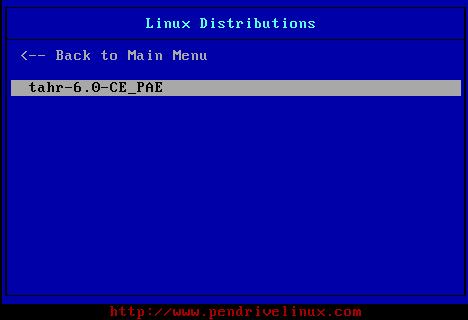 Linux Distributions
<-- Back to Main Menu
tahr-6.0-CE_PAE
http://www.pendrivelinux.com